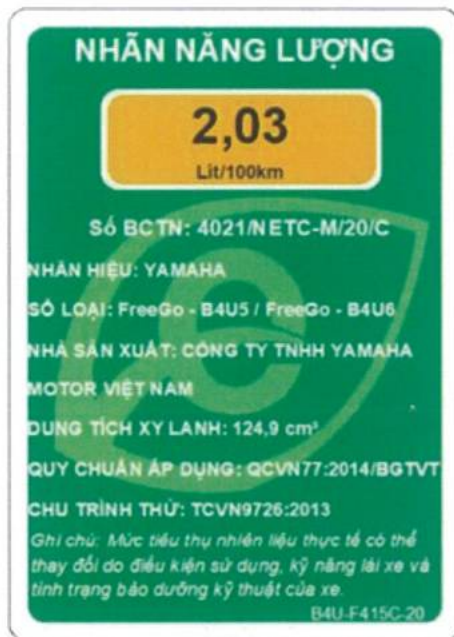 NHÃN NĂNG LƯỢNG
2,03
Lit/100km
Số BCTN: 4021/NETC-M/20/C
NHÃN HIỆU: YAMAHA
SỐ LOẠI: FreeGo - B4U5 / FreeGo - B4U6
NHÀ SẢN XUẤT: CÔNG TY TNHH YAMAHA
MOTOR VIỆT NAM
DUNG TÍCH XY LANH: 124,9 cm³
QUY CHUẨN ÁP DỤNG: QCVN77:2014/BGTVT
CHU TRÌNH THỬ: TCVN9726:2013
Ghi chú: Mức tiêu thụ nhiên liệu thực tế có thể
thay đổi do điều kiện sử dụng, kỹ năng lái xe và
tình trạng bảo dưỡng kỹ thuật của xe.
B4U-F415C-20